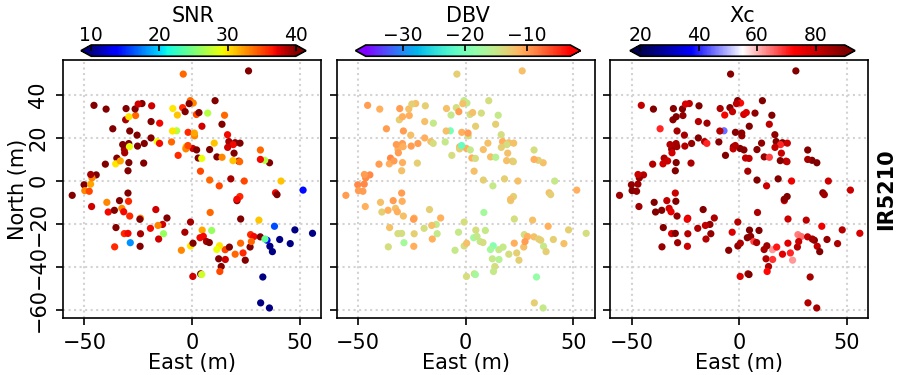 SNR DBV Xc
10 20 30 40 −30 −20 −10 20 40 60 80
North (m)
40
20
0
−20
−40
−60
−50 0 50 −50 0 50 −50 0 50
East (m) East (m) East (m)
IR5210